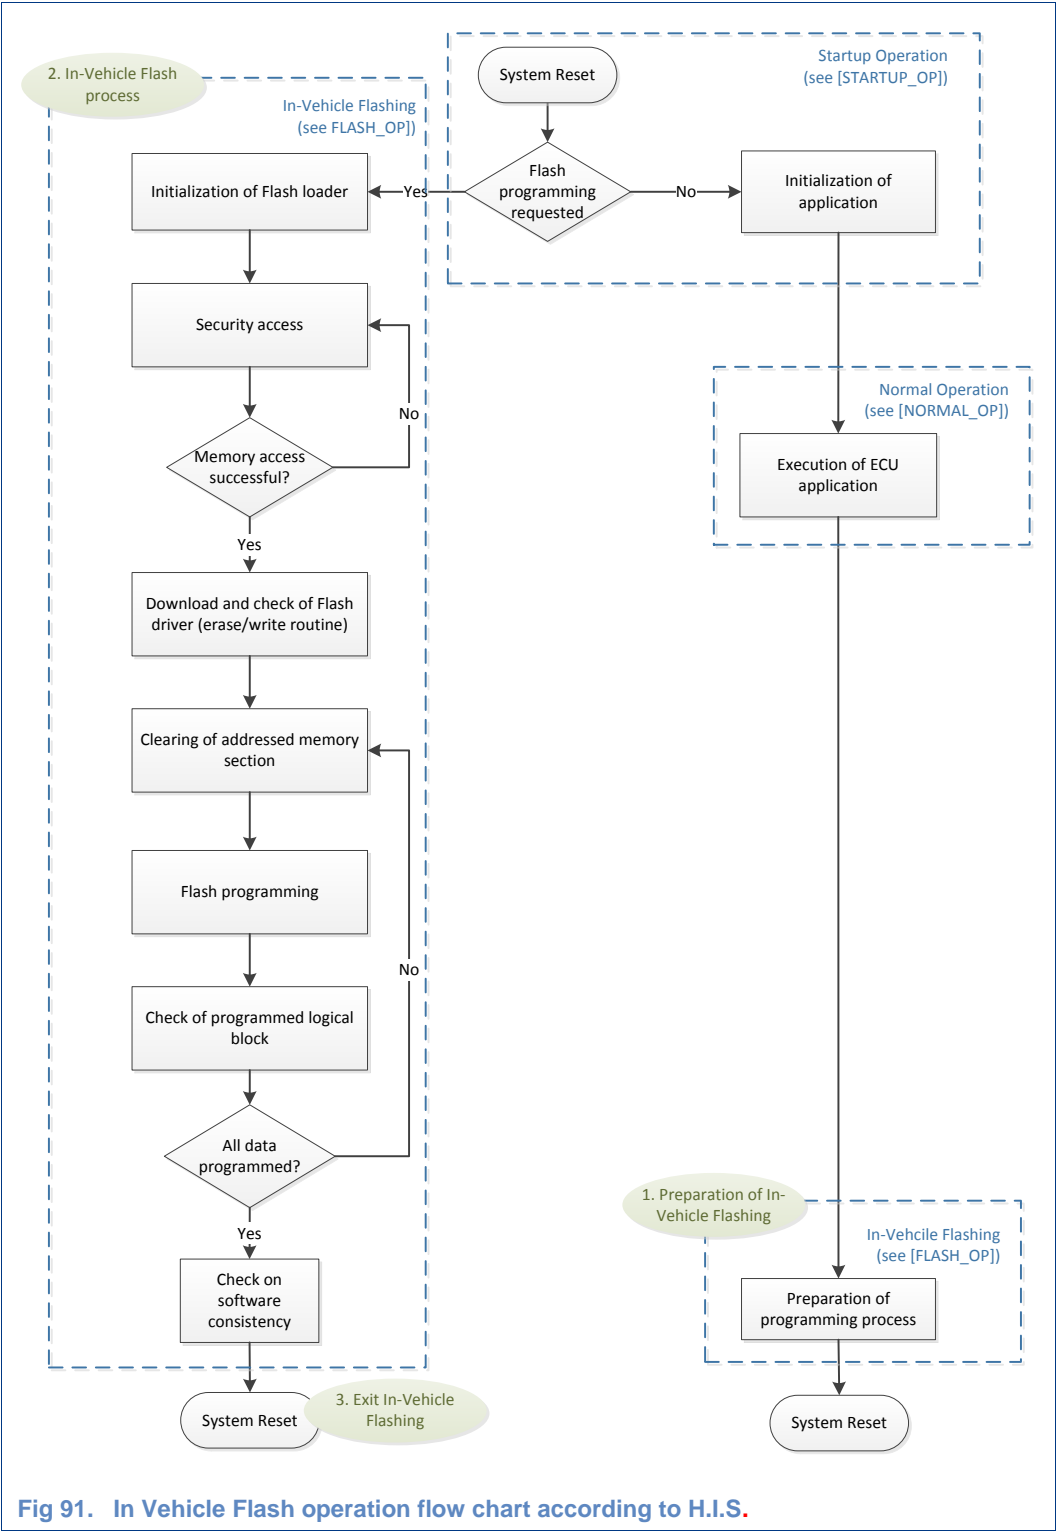 2. In-Vehicle Flash
process
In-Vehicle Flashing
(see FLASH_OP])
Startup Operation
(see [STARTUP_OP])
System Reset
Flash
programming
requested
Yes
No
Initialization of Flash loader
Initialization of
application
Security access
No
Memory access
successful?
Yes
Normal Operation
(see [NORMAL_OP])
Execution of ECU
application
Download and check of Flash
driver (erase/write routine)
Clearing of addressed memory
section
Flash programming
No
Check of programmed logical
block
All data
programmed?
Yes
Check on
software
consistency
System Reset
3. Exit In-Vehicle
Flashing
1. Preparation of In-
Vehicle Flashing
In-Vehcile Flashing
(see [FLASH_OP])
Preparation of
programming process
System Reset
Fig 91. In Vehicle Flash operation flow chart according to H.I.S.